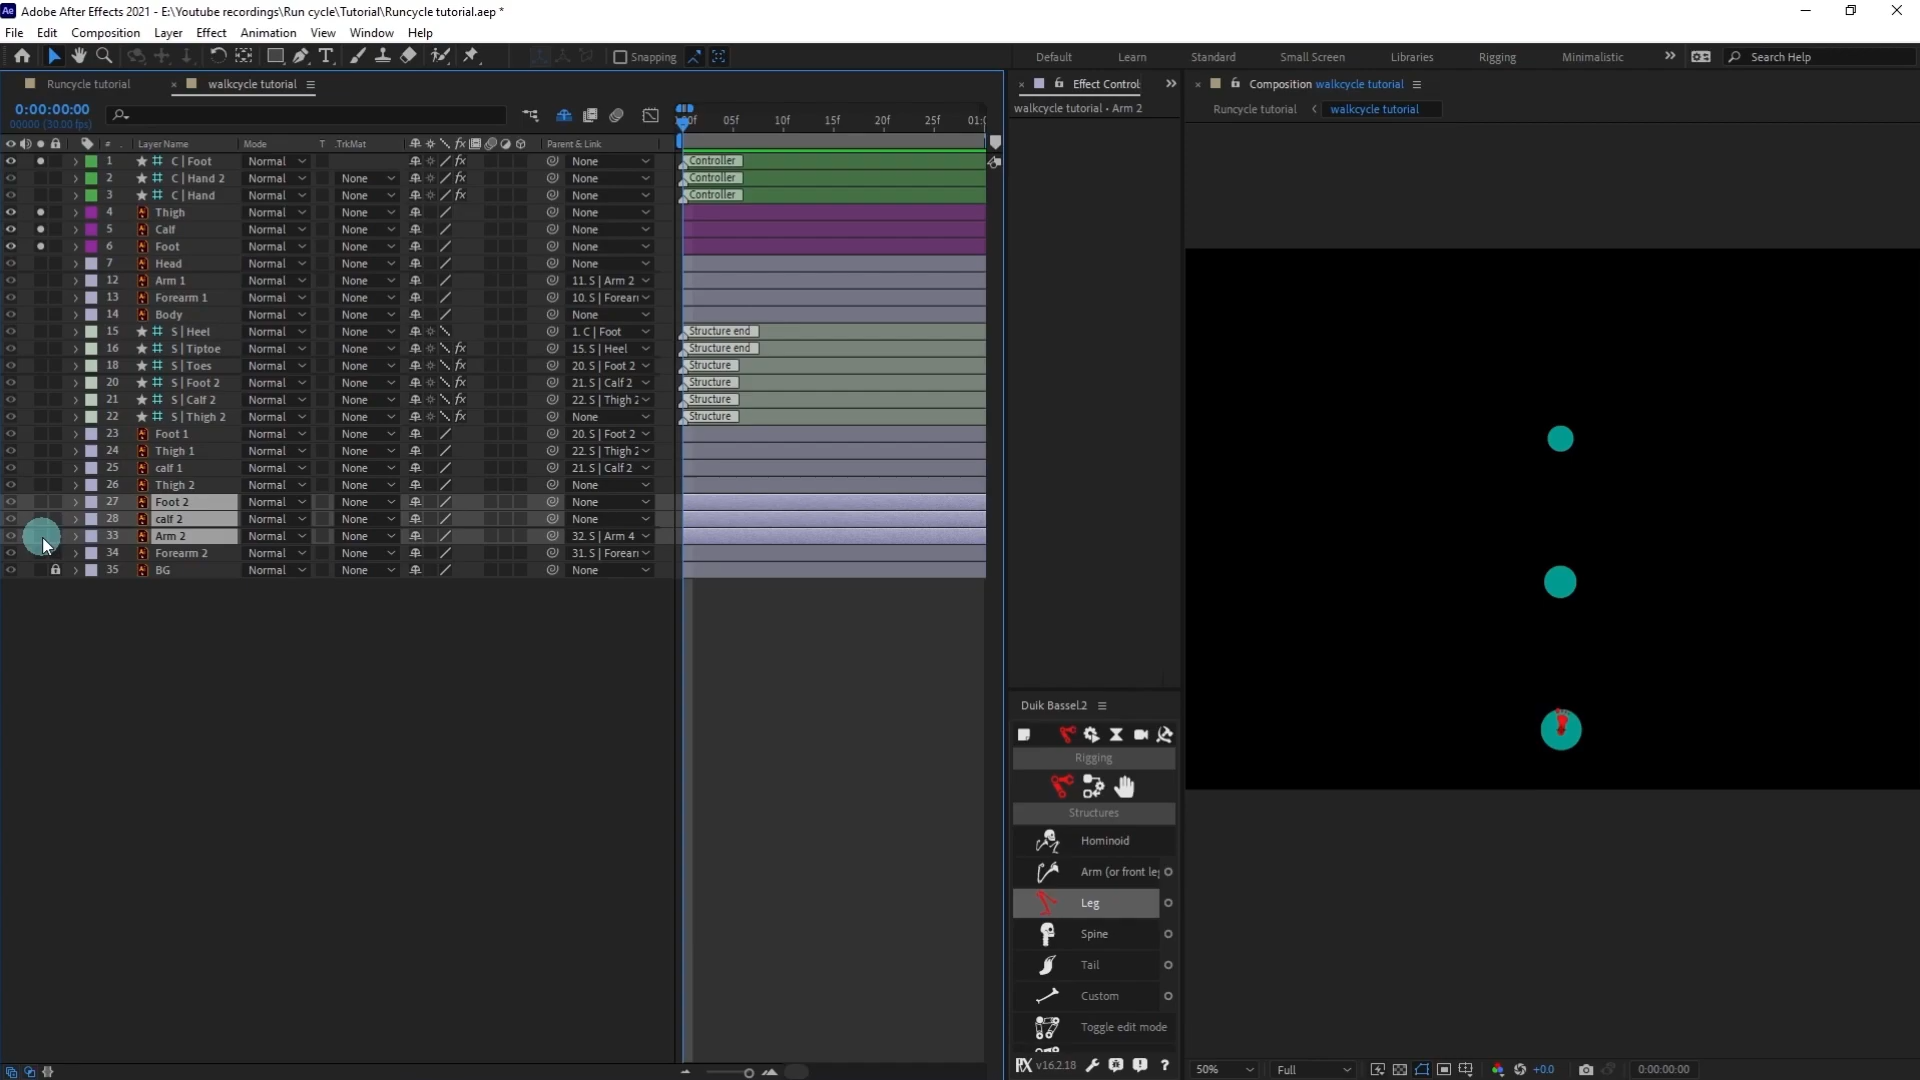 Adobe After Effects 2021 - E:\Youtube recordings\Run cycle\Tutorial\Runcycle tutorial.aep *
File Edit Composition Layer Effect Animation View Window Help
Snapping Default Learn Standard Small Screen Libraries Rigging Minimalistic Search Help
Runcycle tutorial × walkcycle tutorial
× Effect Control
× Composition walkcycle tutorial
walkcycle tutorial • Arm 2
Runcycle tutorial < walkcycle tutorial
0:00:00:00
00000 (30.00 fps)
05f 10f 15f 20f 25f 01:0
# Layer Name Mode T .TrkMat Parent & Link
1 C | Foot Normal None Controller
2 C | Hand 2 Normal None None Controller
3 C | Hand Normal None None Controller
4 Thigh Normal None None
5 Calf Normal None None
6 Foot Normal None None
7 Head Normal None None
12 Arm 1 Normal None 11. S | Arm 2
13 Forearm 1 Normal None 10. S | Forearı
14 Body Normal None None
15 S | Heel Normal None 1. C | Foot Structure end
16 S | Tiptoe Normal None 15. S | Heel Structure end
18 S | Toes Normal None 20. S | Foot 2 Structure
20 S | Foot 2 Normal None 21. S | Calf 2 Structure
21 S | Calf 2 Normal None 22. S | Thigh 2 Structure
22 S | Thigh 2 Normal None None Structure
23 Foot 1 Normal None 20. S | Foot 2
24 Thigh 1 Normal None 22. S | Thigh 2
25 calf 1 Normal None 21. S | Calf 2
26 Thigh 2 Normal None None
27 Foot 2 Normal None None
28 calf 2 Normal None None
33 Arm 2 Normal None 32. S | Arm 4
34 Forearm 2 Normal None 31. S | Forearı
35 BG Normal None None
Duik Bassel.2
Rigging
Structures
Hominoid
Arm (or front le
Leg
Spine
Tail
Custom
Toggle edit mode
v16.2.18 ?
50% Full +0.0 0:00:00:00